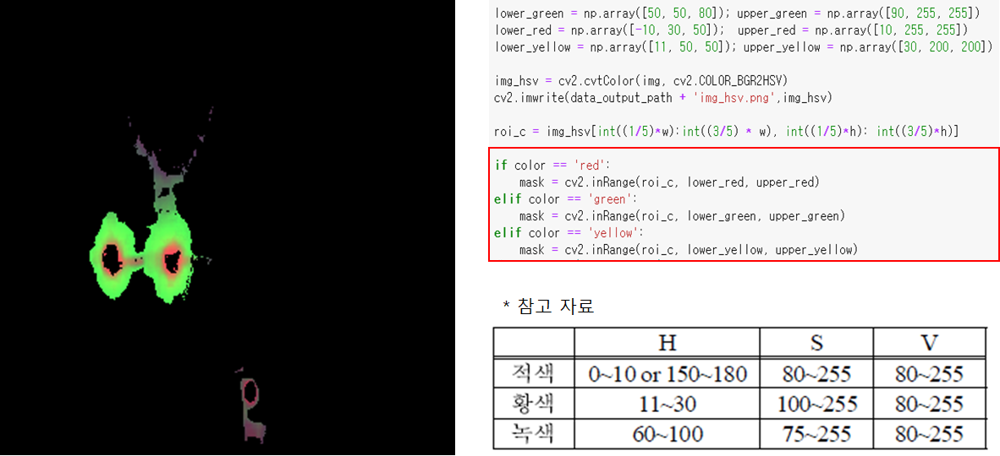 lower_green = np.array([50, 50, 80]); upper_green = np.array([90, 255, 255])
lower_red = np.array([-10, 30, 50]);  upper_red = np.array([10, 255, 255])
lower_yellow = np.array([11, 50, 50]); upper_yellow = np.array([30, 200, 200])
img_hsv = cv2.cvtColor(img, cv2.COLOR_BGR2HSV)
cv2.imwrite(data_output_path + 'img_hsv.png',img_hsv)
roi_c = img_hsv[int((1/5)*w):int((3/5) * w), int((1/5)*h): int((3/5)*h)]
if color == 'red':
    mask = cv2.inRange(roi_c, lower_red, upper_red)
elif color == 'green':
    mask = cv2.inRange(roi_c, lower_green, upper_green)
elif color == 'yellow':
    mask = cv2.inRange(roi_c, lower_yellow, upper_yellow)
* 참고 자료
H S V
적색 0~10 or 150~180 80~255 80~255
황색 11~30 100~255 80~255
녹색 60~100 75~255 80~255